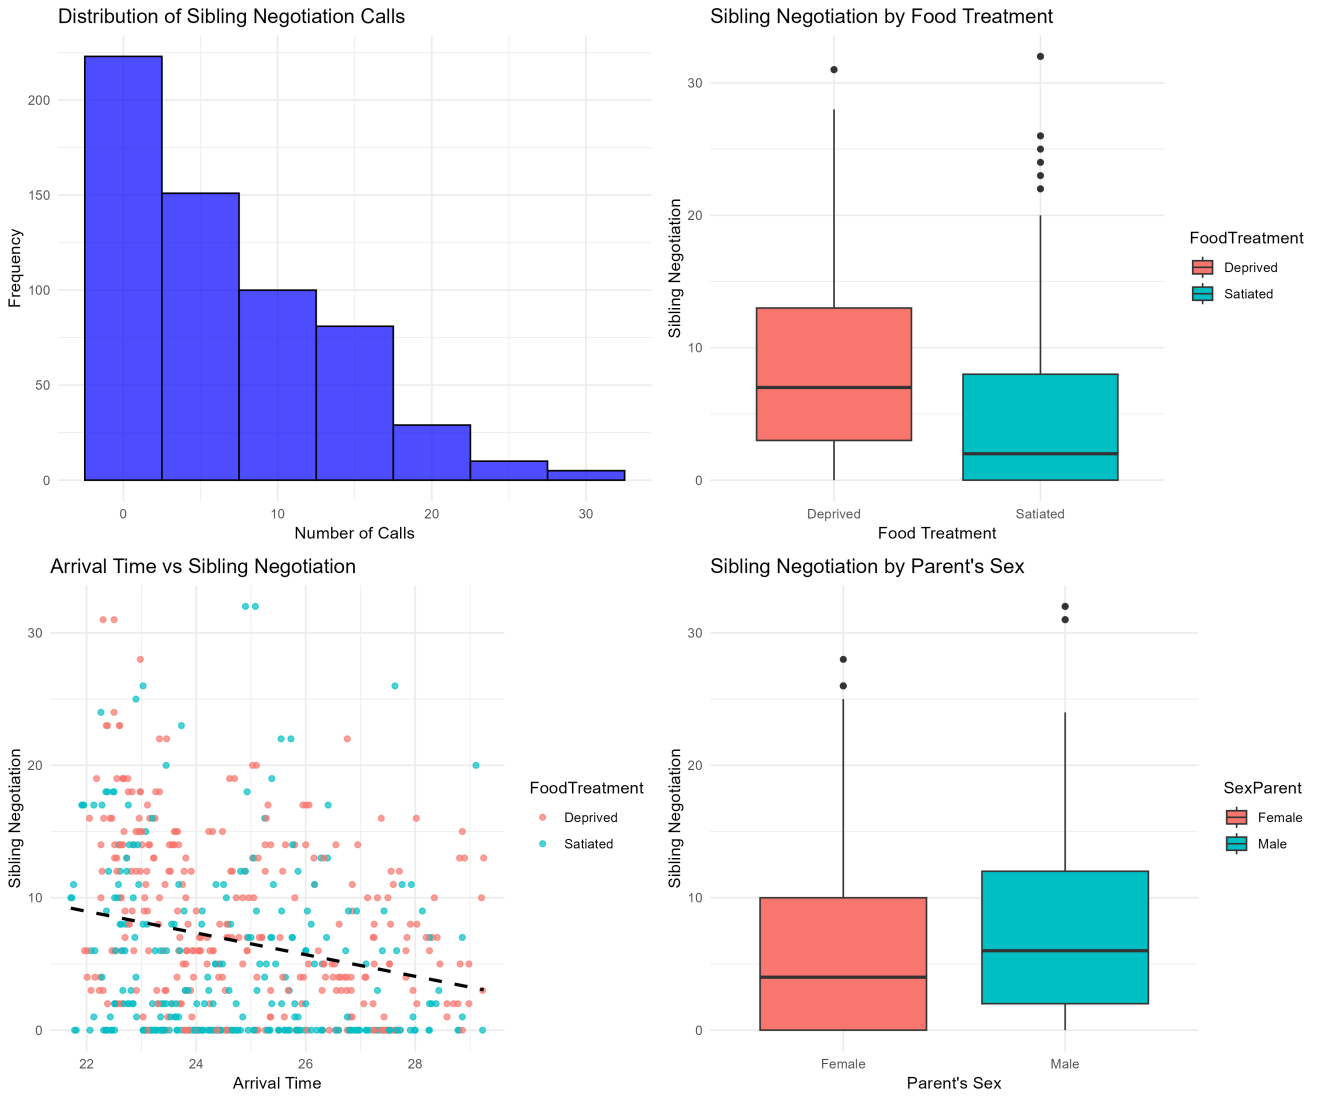 Distribution of Sibling Negotiation Calls
Frequency
200
150
100
50
0
0 10 20 30
Number of Calls
Sibling Negotiation by Food Treatment
Sibling Negotiation
30
20
10
0
Deprived Satiated
Food Treatment
FoodTreatment
Deprived
Satiated
Arrival Time vs Sibling Negotiation
Sibling Negotiation
30
20
10
0
22 24 26 28
Arrival Time
FoodTreatment
Deprived
Satiated
Sibling Negotiation by Parent's Sex
Sibling Negotiation
30
20
10
0
Female Male
Parent's Sex
SexParent
Female
Male